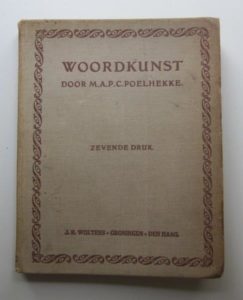 WOORDKUNST
DOOR M.A.P.C. POELHEKKE.
ZEVENDE DRUK
J.B. WOLTERS - GRONINGEN - DEN HAAG.